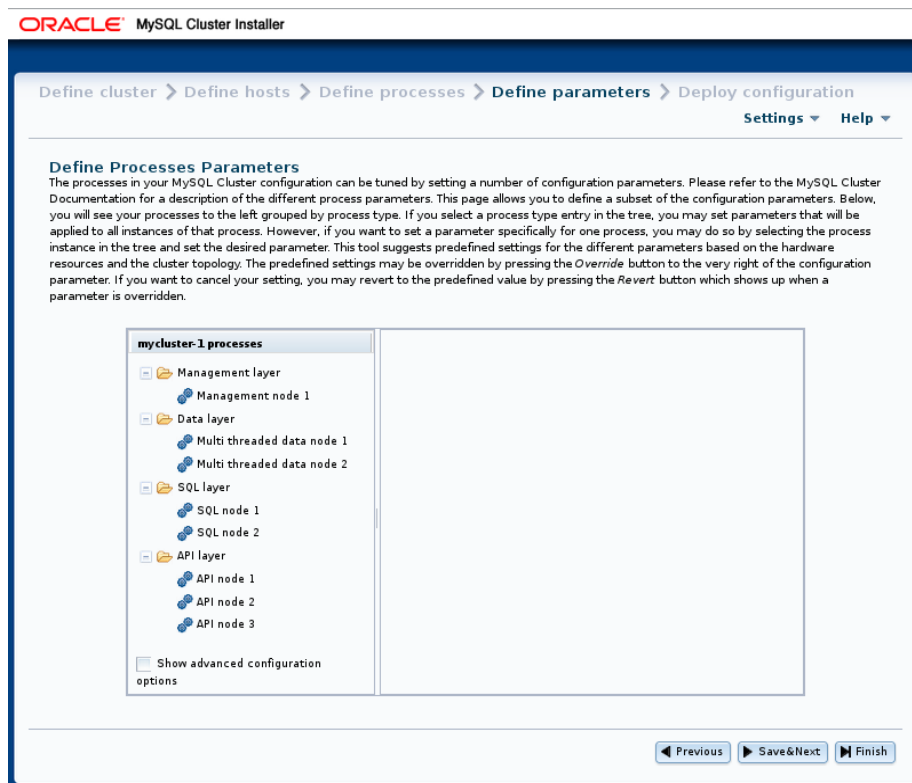 ORACLE MySQL Cluster Installer
Define cluster Define hosts Define processes Define parameters Deploy configuration
Settings Help
Define Processes Parameters
The processes in your MySQL Cluster configuration can be tuned by setting a number of configuration parameters. Please refer to the MySQL Cluster
Documentation for a description of the different process parameters. This page allows you to define a subset of the configuration parameters. Below,
you will see your processes to the left grouped by process type. If you select a process type entry in the tree, you may set parameters that will be
applied to all instances of that process. However, if you want to set a parameter specifically for one process, you may do so by selecting the process
instance in the tree and set the desired parameter. This tool suggests predefined settings for the different parameters based on the hardware
resources and the cluster topology. The predefined settings may be overridden by pressing the Override button to the very right of the configuration
parameter. If you want to cancel your setting, you may revert to the predefined value by pressing the Revert button which shows up when a
parameter is overridden.
mycluster-1 processes
Management layer
Management node 1
Data layer
Multi threaded data node 1
Multi threaded data node 2
SQL layer
SQL node 1
SQL node 2
API layer
API node 1
API node 2
API node 3
Show advanced configuration
options
Previous Save&Next Finish